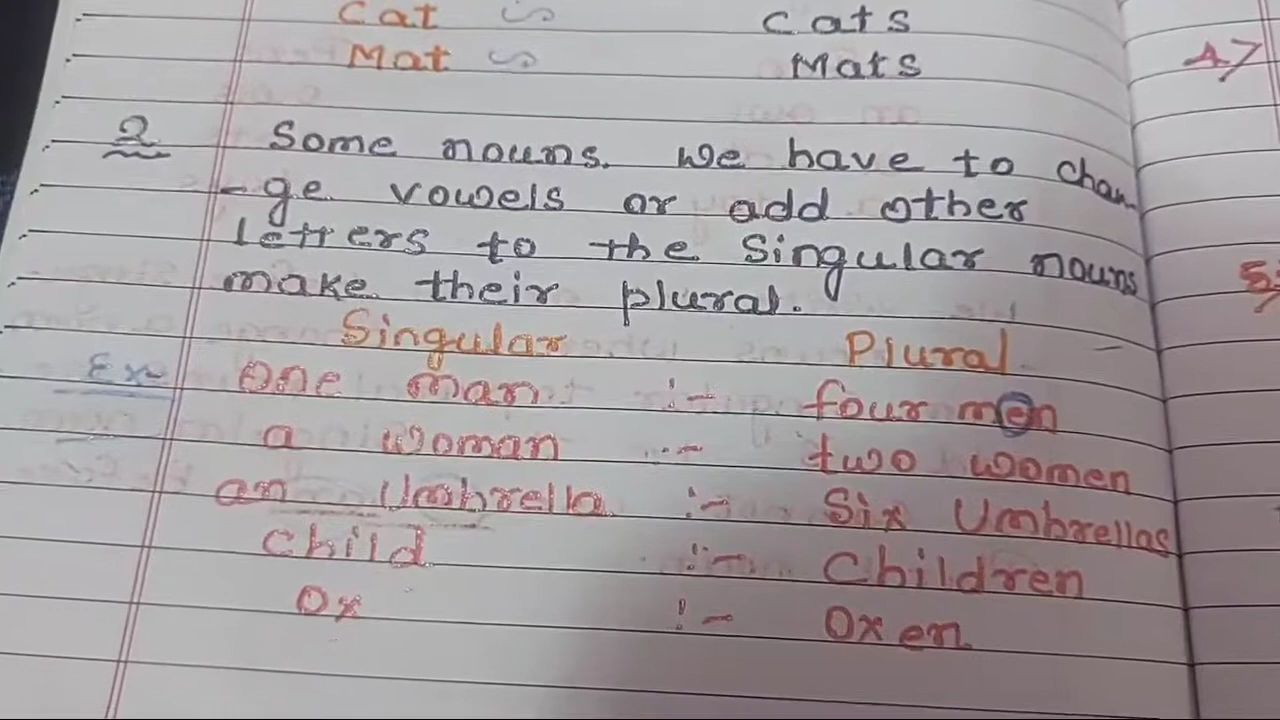 Cat ~ Cats
Mat ~ Mats
2 Some nouns. We have to chan-
-ge vowels or add other
letters to the Singular nouns
make their plural.
Singular Plural -
Ex- One man :- four men
a woman :- two women
an Umbrella :- Six Umbrellas
Child :- Children
Ox :- Oxen
47
5,